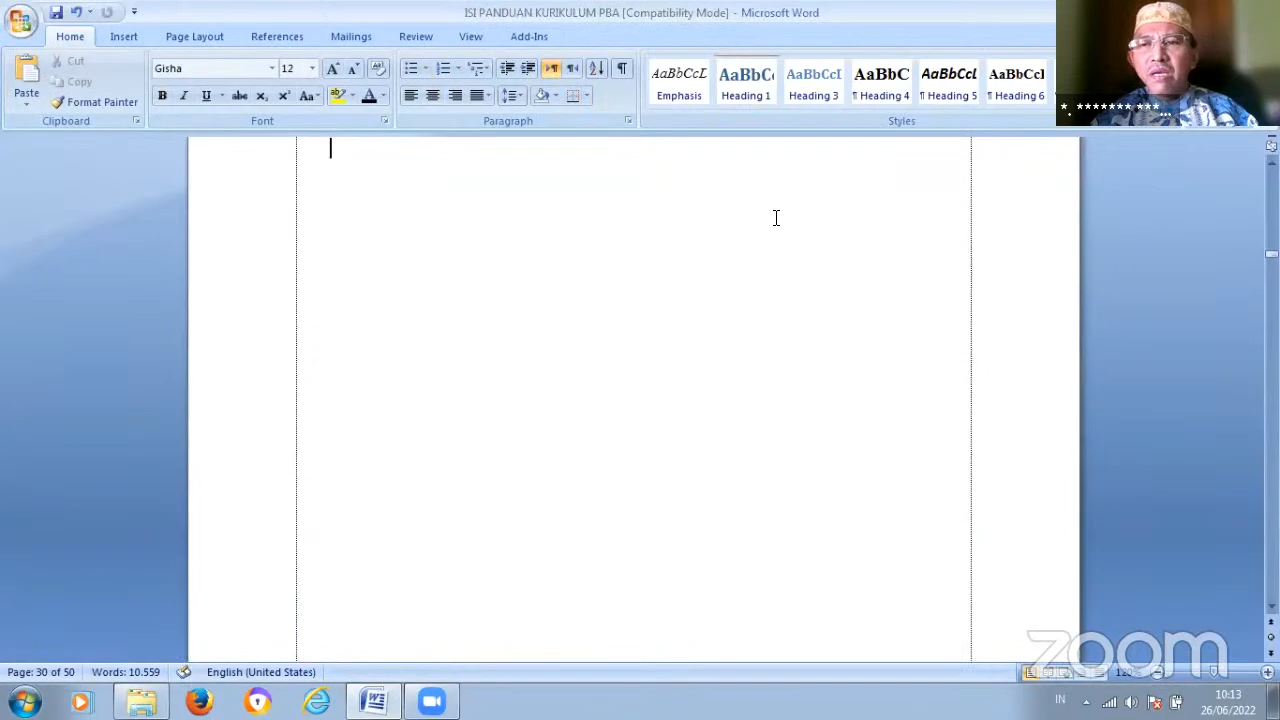 ISI PANDUAN KURIKULUM PBA [Compatibility Mode] - Microsoft Word
Home Insert Page Layout References Mailings Review View Add-Ins
Paste
Cut
Copy
Format Painter
Clipboard
Gisha 12
Font
Paragraph
AaBbCcL AaBbC AaBbCcI AaBbC AaBbCcL AaBbCcI
Emphasis Heading 1 Heading 3 ¶ Heading 4 ¶ Heading 5 ¶ Heading 6
Styles
*. ******* ***...
zoom
Page: 30 of 50 Words: 10.559 English (United States)
IN
10:13
26/06/2022